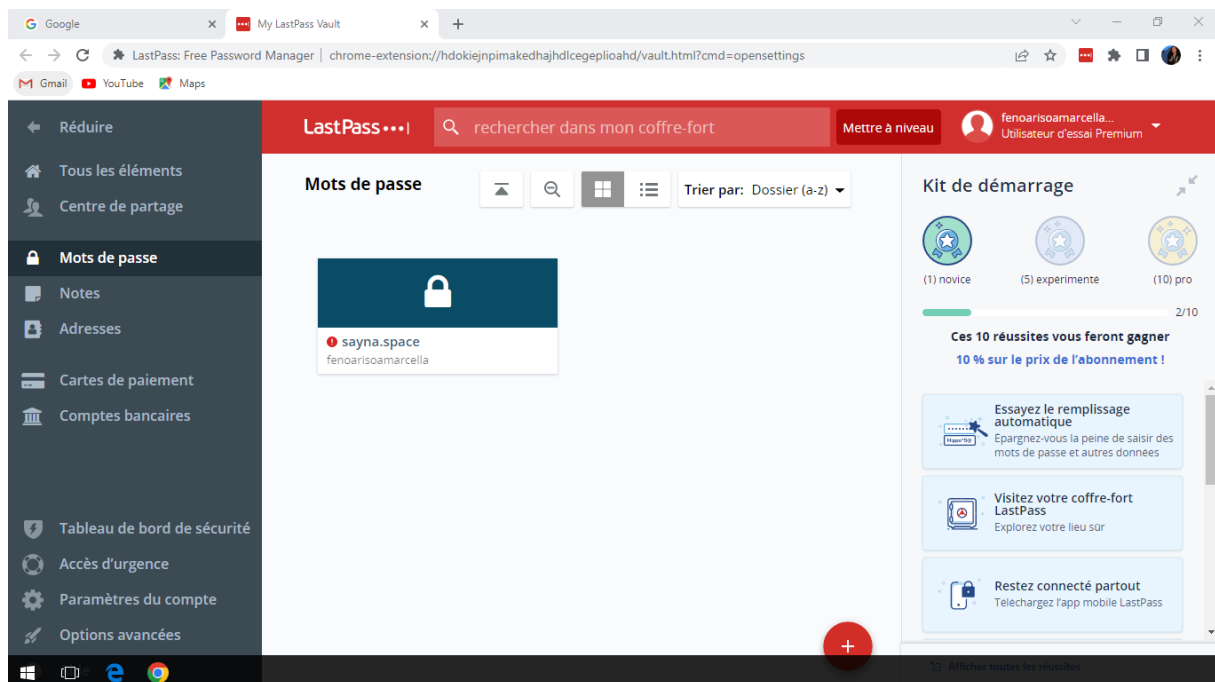 Google
My LastPass Vault
LastPass: Free Password Manager | chrome-extension://hdokiejnpimakedhajhdlcegeplioahd/vault.html?cmd=opensettings
Gmail
YouTube
Maps
Réduire
Tous les éléments
Centre de partage
Mots de passe
Notes
Adresses
Cartes de paiement
Comptes bancaires
Tableau de bord de sécurité
Accès d'urgence
Paramètres du compte
Options avancées
LastPass
rechercher dans mon coffre-fort
Mettre à niveau
fenoarisoamarcella...
Utilisateur d'essai Premium
Mots de passe
Trier par: Dossier (a-z)
sayna.space
fenoarisoamarcella
Kit de démarrage
(1) novice
(5) expérimenté
(10) pro
2/10
Ces 10 réussites vous feront gagner
10 % sur le prix de l'abonnement !
Essayez le remplissage
automatique
Épargnez-vous la peine de saisir des
mots de passe et autres données
Visitez votre coffre-fort
LastPass
Explorez votre lieu sûr
Restez connecté partout
Téléchargez l'app mobile LastPass
Afficher toutes les réussites